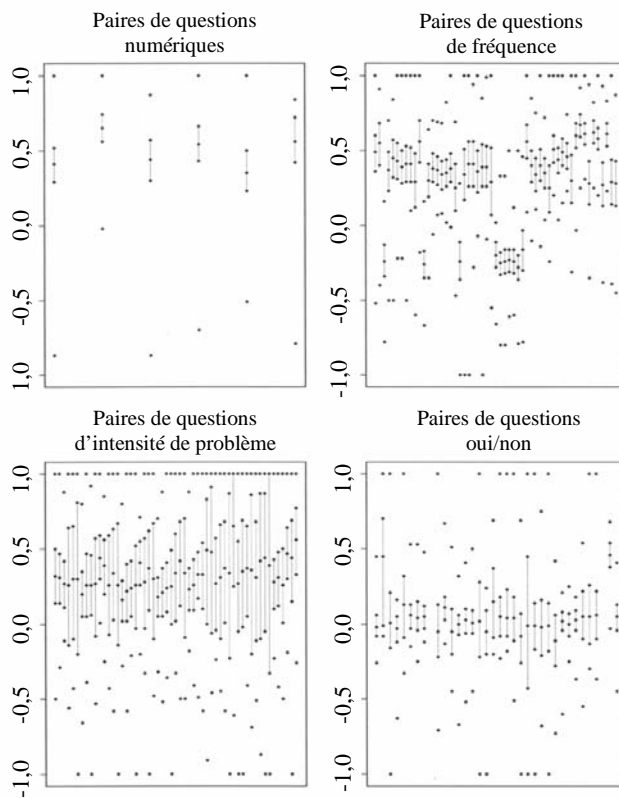 Paires de questions
numériques
1,0
0,5
0,0
-0,5
1,0
Paires de questions
de fréquence
1,0
0,5
0,0
-0,5
-1,0
Paires de questions
d'intensité de problème
1,0
0,5
0,0
-0,5
-1,0
Paires de questions
oui/non
1,0
0,5
0,0
-0,5
-1,0